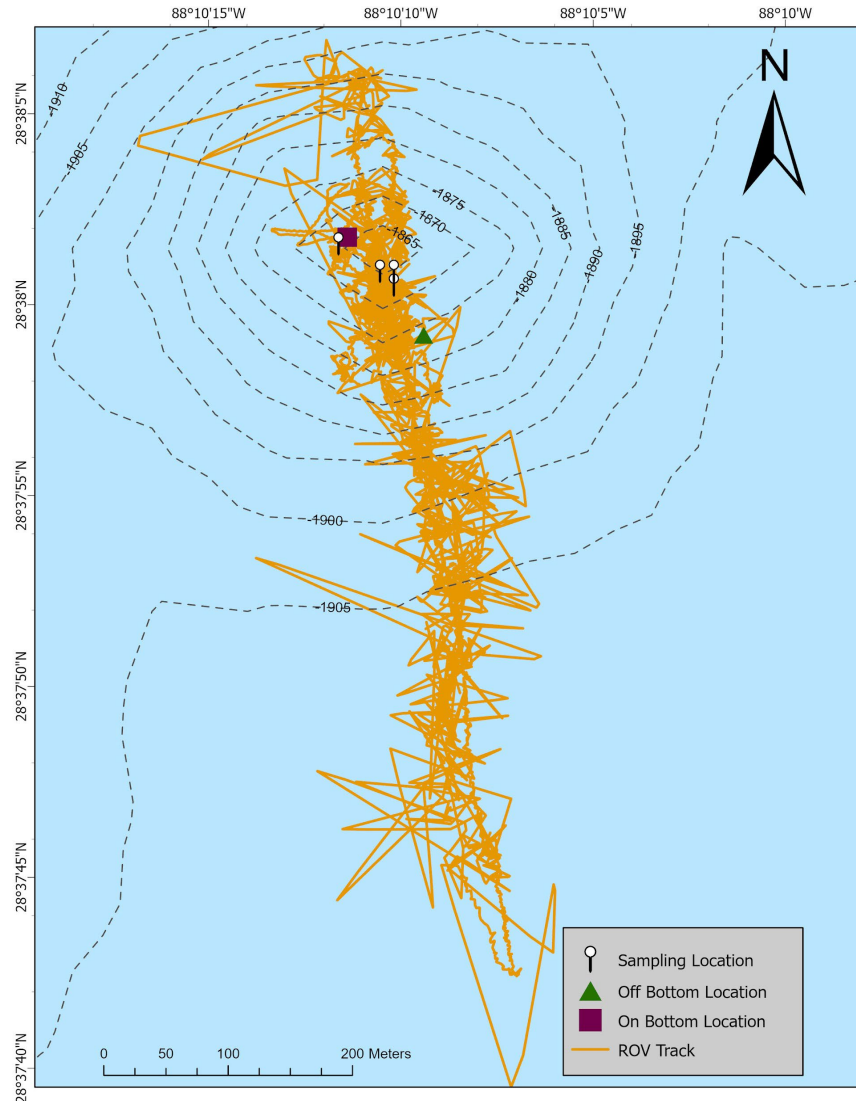 88°10'15"W 88°10'10"W 88°10'5"W 88°10'W
N
28°38'5"N
28°38'N
28°37'55"N
28°37'50"N
28°37'45"N
28°37'40"N
-1910
-1905
-1875
-1870
-1865
-1885
-1895
-1890
-1880
-1900
-1905
Sampling Location
Off Bottom Location
On Bottom Location
ROV Track
0 50 100 200 Meters